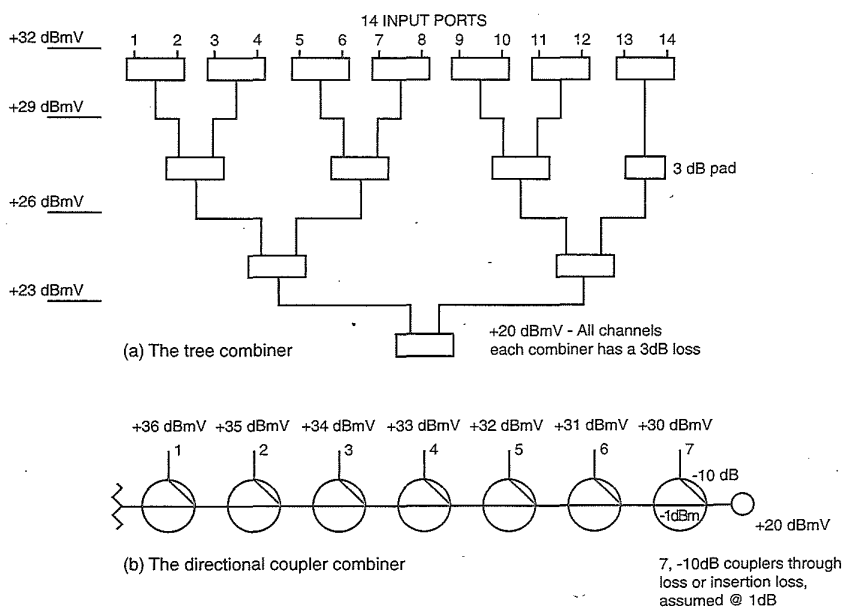 14 INPUT PORTS
+32 dBmV
1 2 3 4 5 6 7 8 9 10 11 12 13 14
+29 dBmV
3 dB pad
+26 dBmV
+23 dBmV
+20 dBmV - All channels
each combiner has a 3dB loss
(a) The tree combiner
+36 dBmV +35 dBmV +34 dBmV +33 dBmV +32 dBmV +31 dBmV +30 dBmV
1 2 3 4 5 6 7
-10 dB
-1dBm
+20 dBmV
(b) The directional coupler combiner
7, -10dB couplers through
loss or insertion loss,
assumed @ 1dB